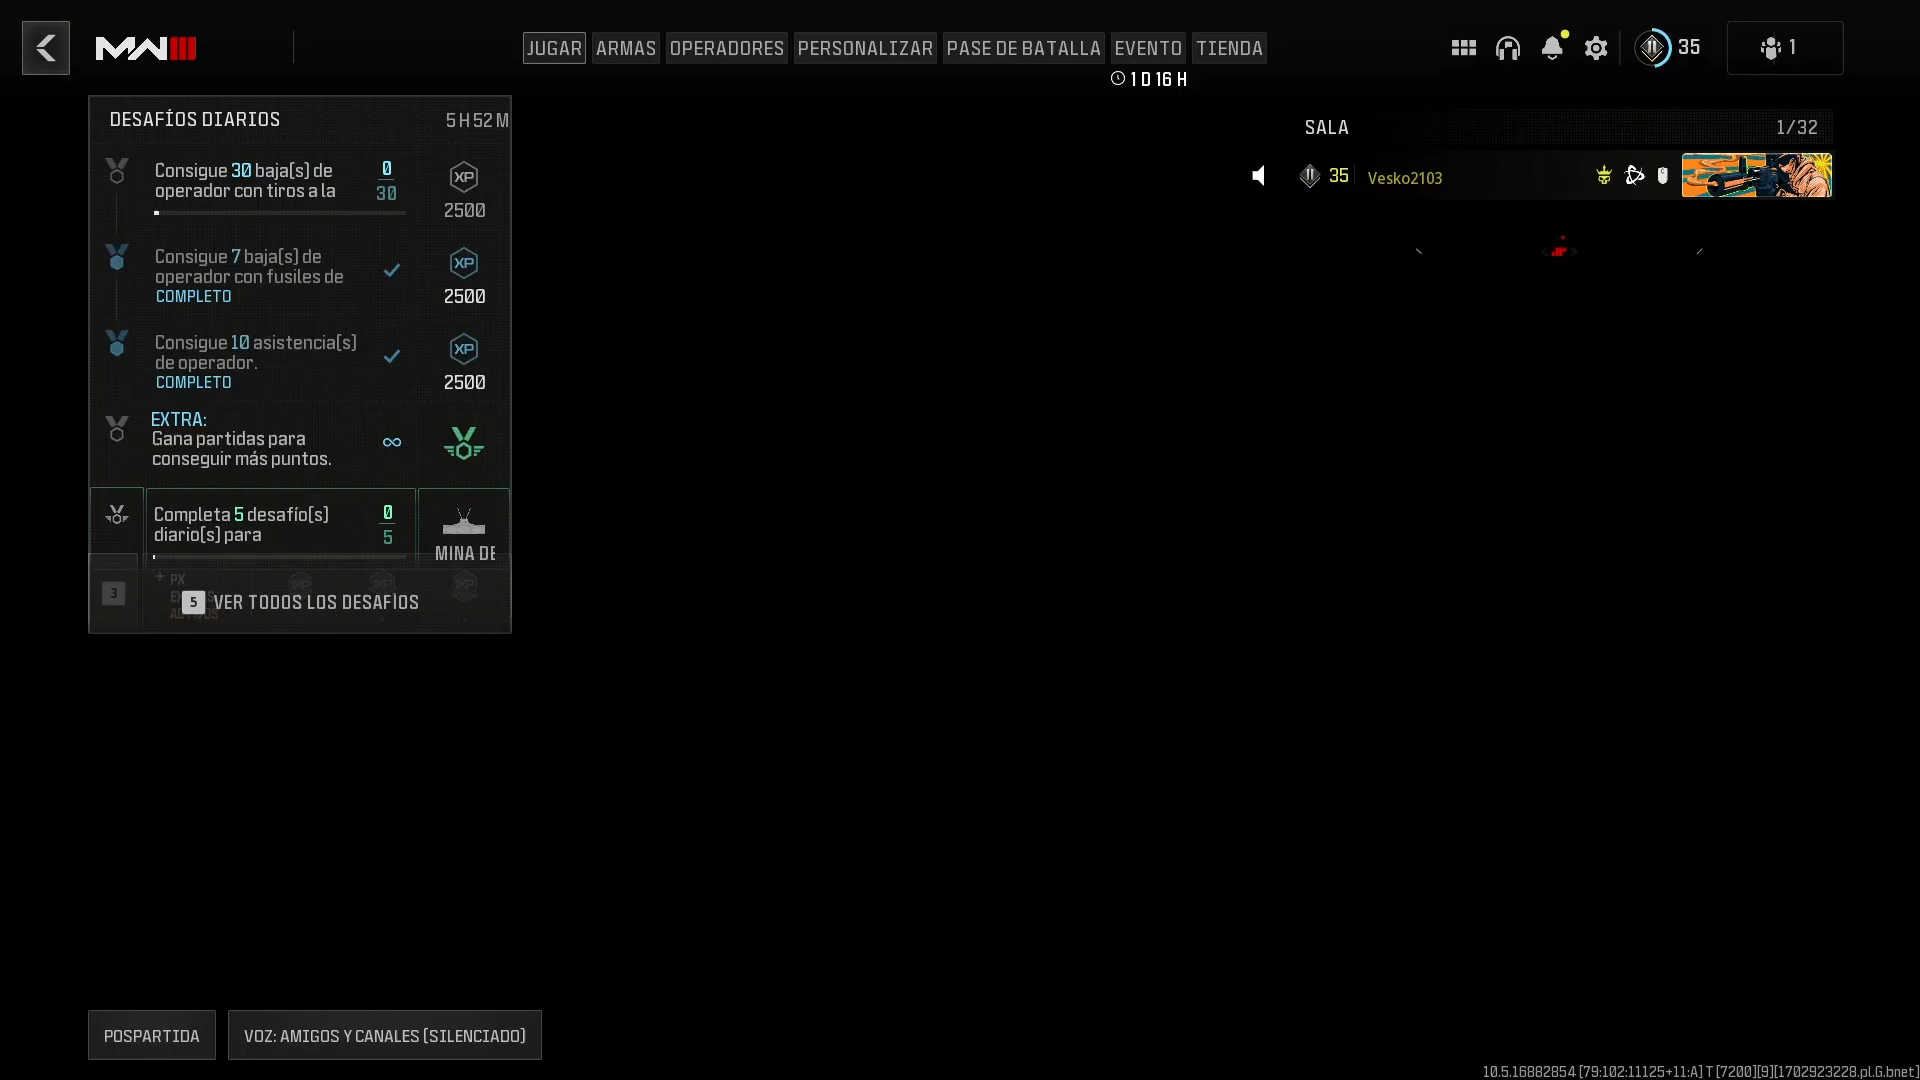 MWIII
JUGAR ARMAS OPERADORES PERSONALIZAR PASE DE BATALLA EVENTO TIENDA
1 D 16 H
35
1
DESAFÍOS DIARIOS 5 H 52 M
Consigue 30 baja(s) de
operador con tiros a la
0
30
XP
2500
Consigue 7 baja(s) de
operador con fusiles de
COMPLETO
XP
2500
Consigue 10 asistencia(s)
de operador.
COMPLETO
XP
2500
EXTRA:
Gana partidas para
conseguir más puntos.
∞
Completa 5 desafío(s)
diario(s) para
0
5
MINA DE
3
+ PX
5 VER TODOS LOS DESAFÍOS
SALA 1/32
35 Vesko2103
POSPARTIDA
VOZ: AMIGOS Y CANALES (SILENCIADO)
10.5.16882854 [79:102:11125+11:A] T [7200][9][1702923228.pl.G.bnet]